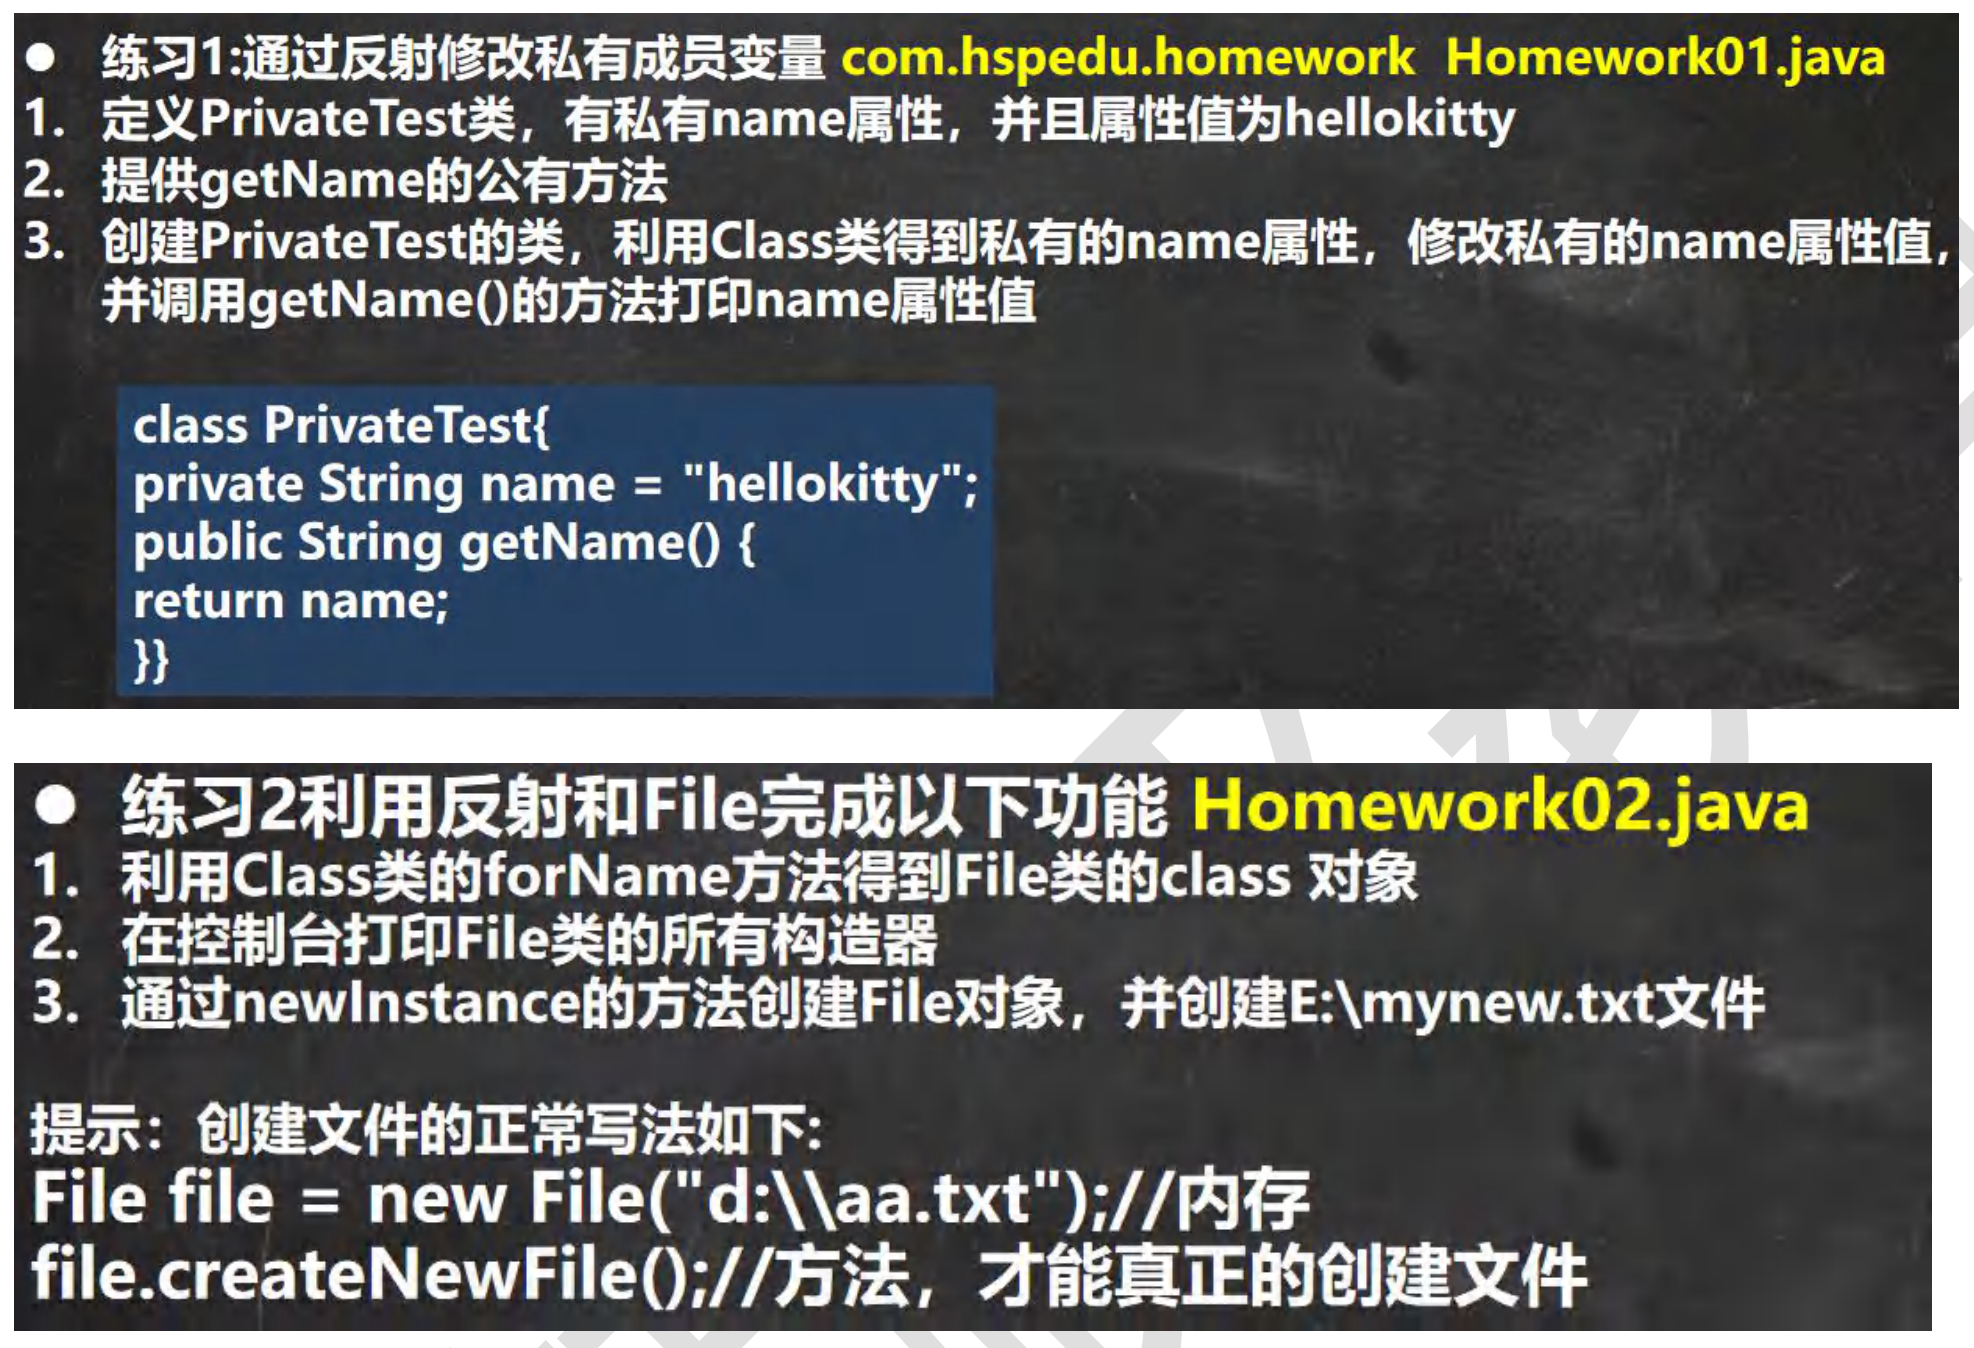 ● 练习1:通过反射修改私有成员变量 com.hspedu.homework Homework01.java
1. 定义PrivateTest类，有私有name属性，并且属性值为hellokitty
2. 提供getName的公有方法
3. 创建PrivateTest的类，利用Class类得到私有的name属性，修改私有的name属性值，
并调用getName()的方法打印name属性值
class PrivateTest{
private String name = "hellokitty";
public String getName() {
return name;
}}
● 练习2利用反射和File完成以下功能 Homework02.java
1. 利用Class类的forName方法得到File类的class 对象
2. 在控制台打印File类的所有构造器
3. 通过newInstance的方法创建File对象，并创建E:\mynew.txt文件
提示：创建文件的正常写法如下:
File file = new File("d:\\aa.txt");//内存
file.createNewFile();//方法，才能真正的创建文件